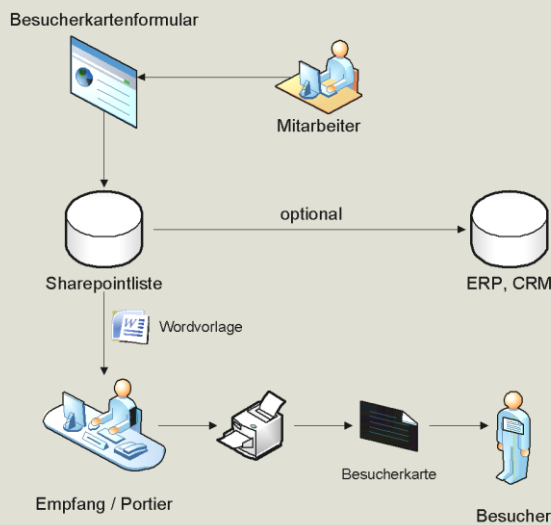 Besucherkartenformular
Mitarbeiter
optional
Sharepointliste
ERP, CRM
W
Wordvorlage
Besucherkarte
Empfang / Portier
Besucher